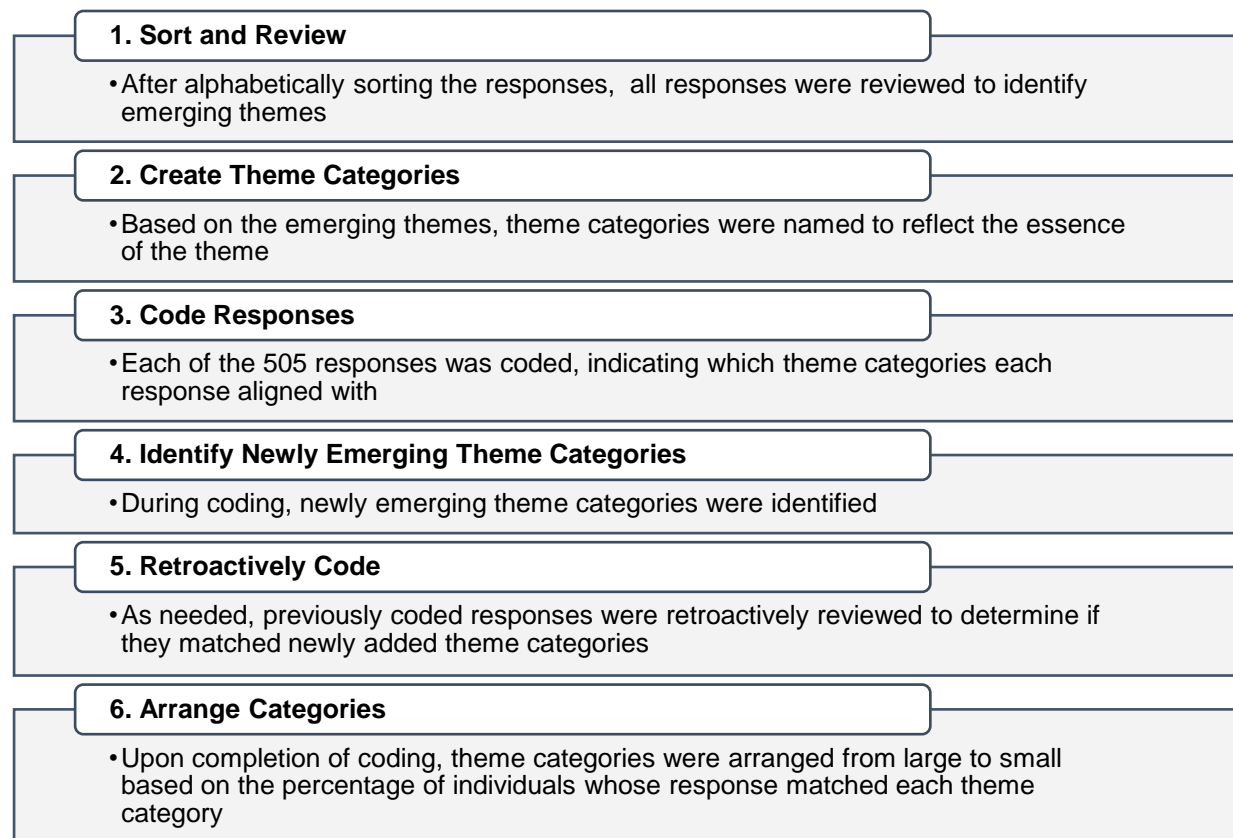 1. Sort and Review
•After alphabetically sorting the responses,  all responses were reviewed to identify
emerging themes
2. Create Theme Categories
•Based on the emerging themes, theme categories were named to reflect the essence
of the theme
3. Code Responses
•Each of the 505 responses was coded, indicating which theme categories each
response aligned with
4. Identify Newly Emerging Theme Categories
•During coding, newly emerging theme categories were identified
5. Retroactively Code
•As needed, previously coded responses were retroactively reviewed to determine if
they matched newly added theme categories
6. Arrange Categories
•Upon completion of coding, theme categories were arranged from large to small
based on the percentage of individuals whose response matched each theme
category